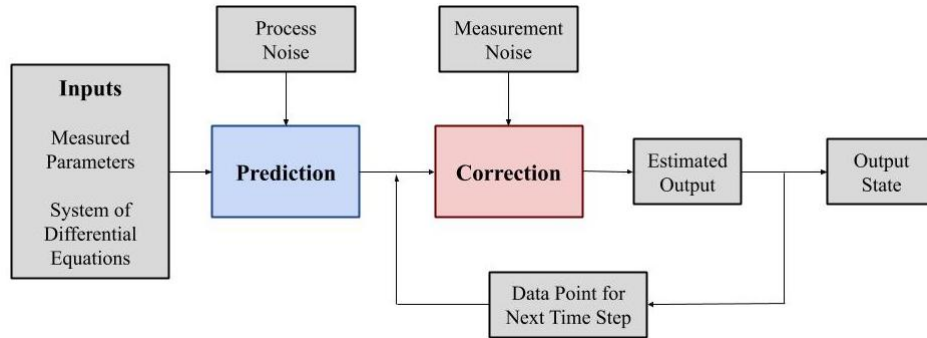 Process
Noise
Measurement
Noise
Inputs
Measured
Parameters
System of
Differential
Equations
Prediction
Correction
Estimated
Output
Output
State
Data Point for
Next Time Step